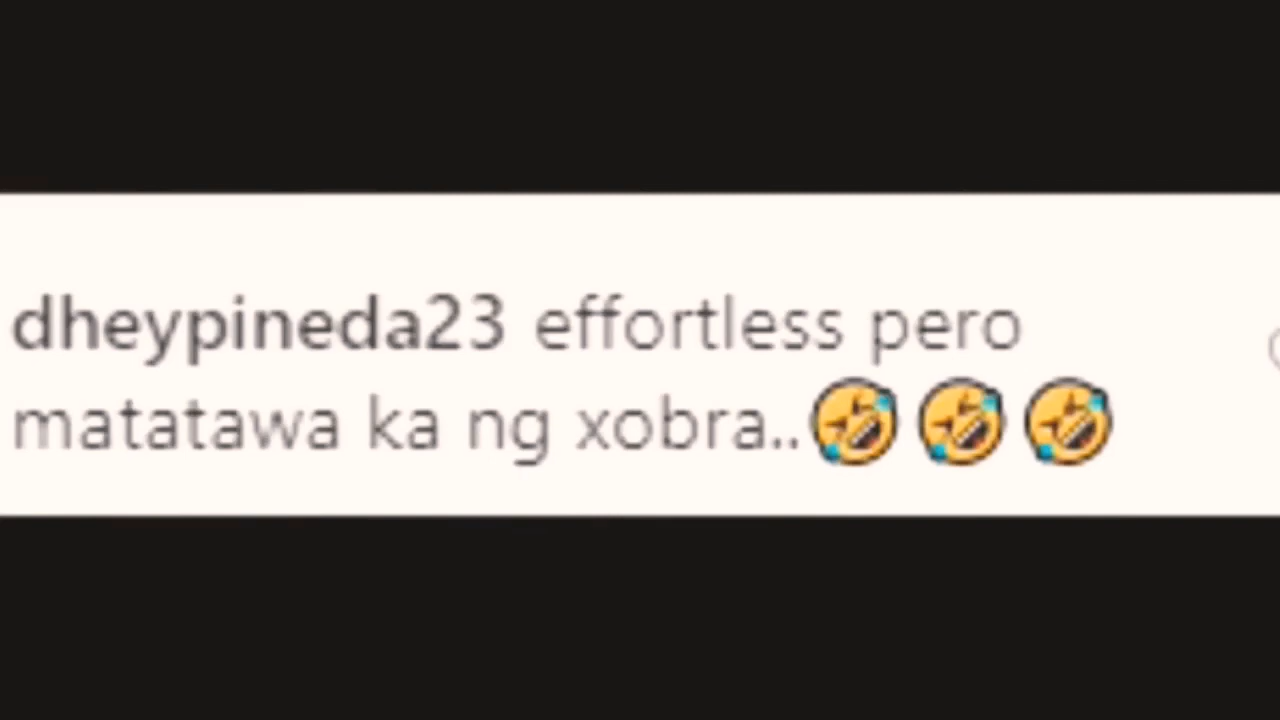 dheypineda23 effortless pero
matatawa ka ng xobra..🤣🤣🤣